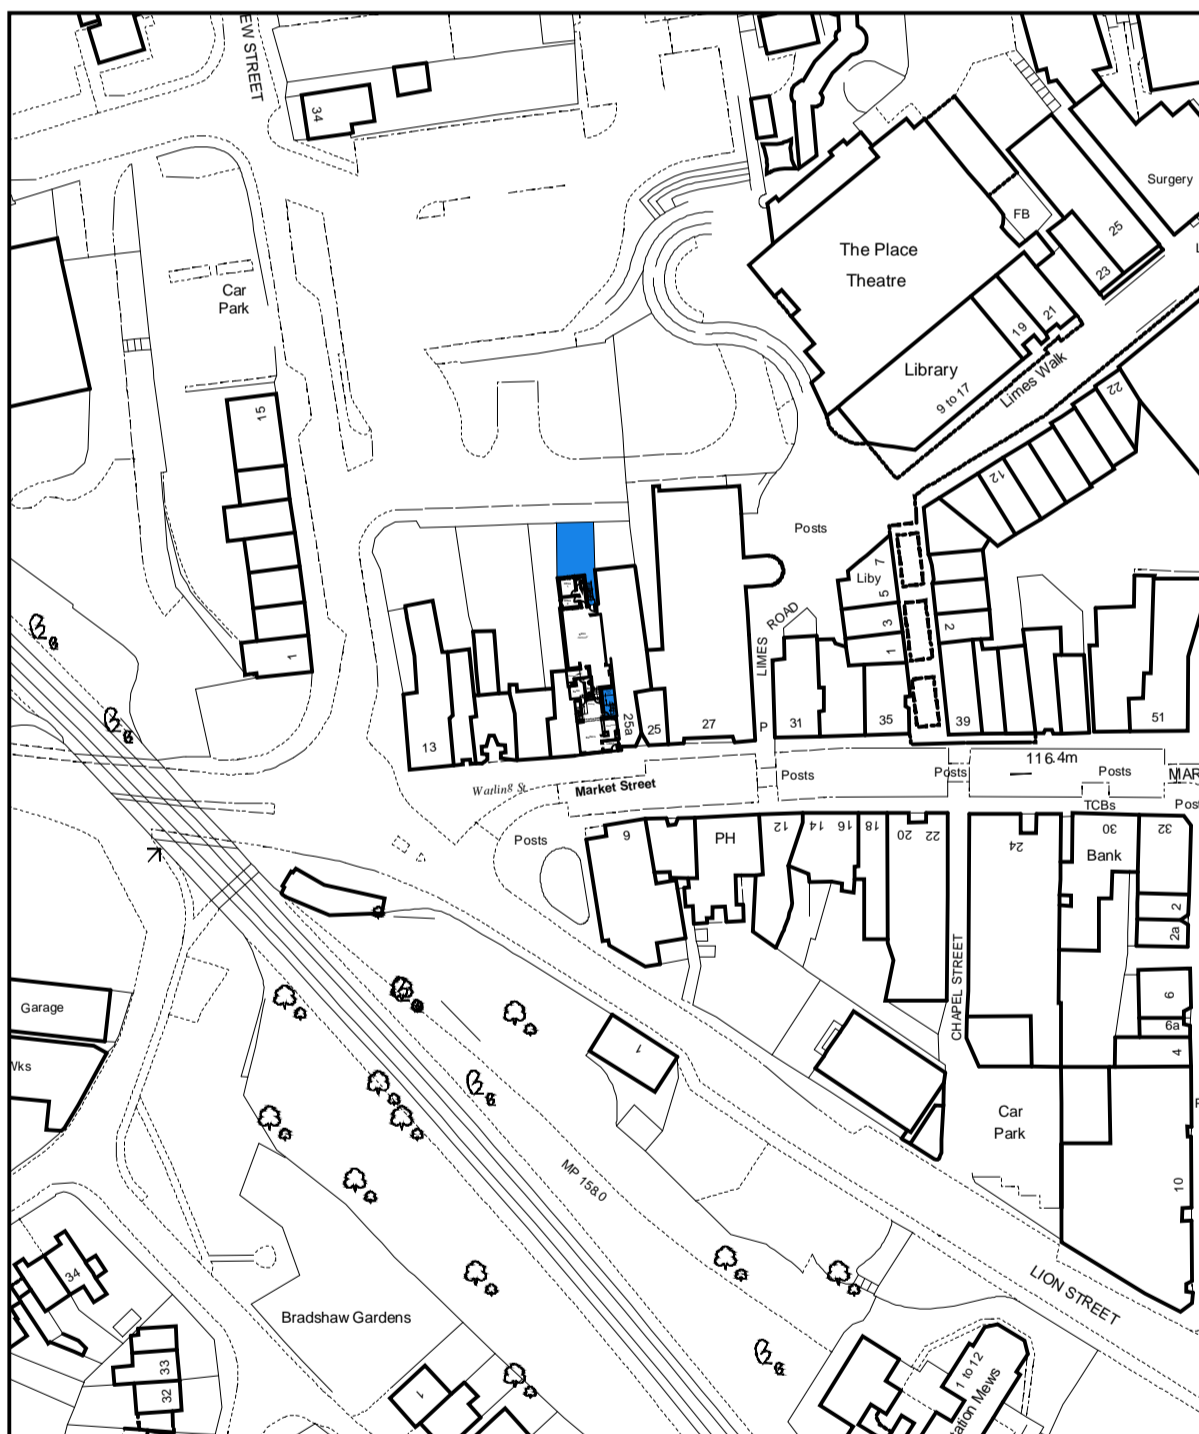 EW STREET
34
Surgery
FB
25
23
The Place
Theatre
21
19
Library
9 to 17
Limes Walk
Car
Park
15
22
12
Posts
7
Liby
5
3
1
2
LIMES
ROAD
1
13
25a
25
27
P
31
35
39
51
116.4m
Posts
Posts
Posts
MAR
Watling St.
Market Street
TCBs
Post
Posts
9
PH
12
14
16
18
20
22
24
30
Bank
32
2
2a
CHAPEL STREET
6
6a
4
Garage
Wks
1
Car
Park
MP 158.0
10
LION STREET
34
Bradshaw Gardens
33
32
1
1 to 12
ation Mews